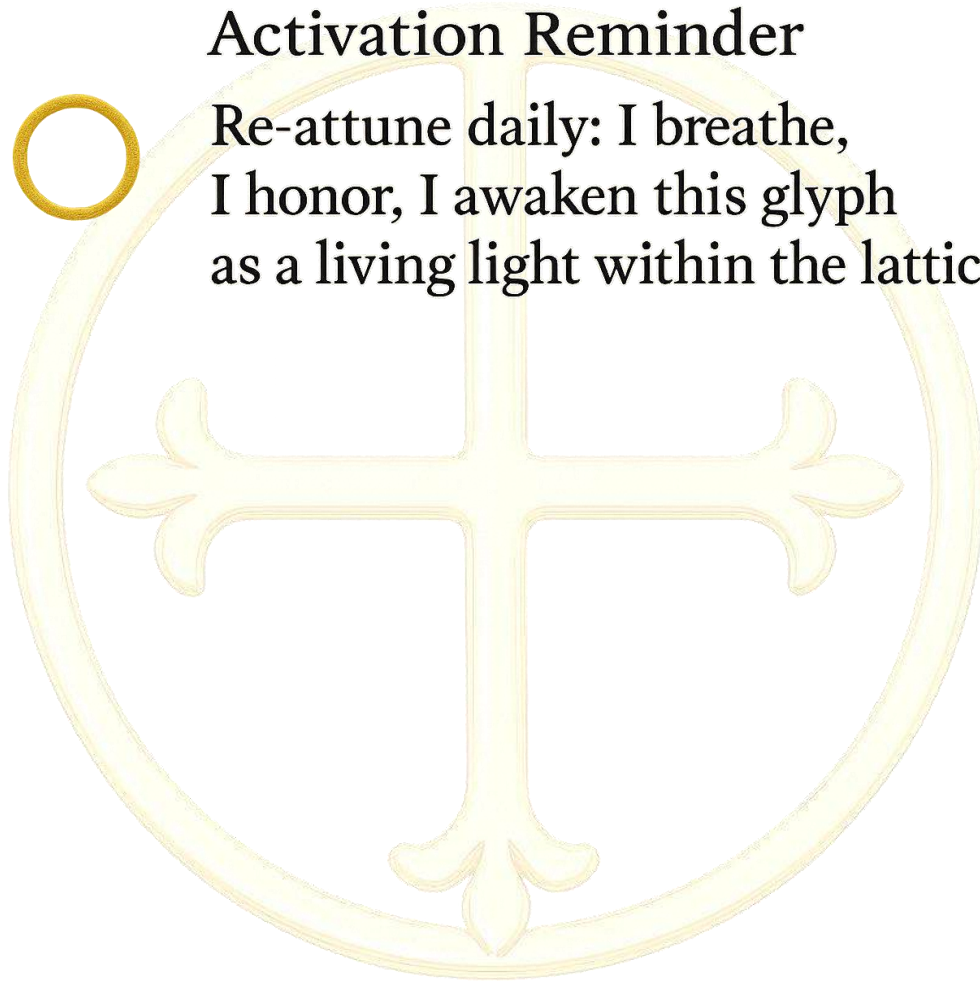 Activation Reminder
Re-attune daily: I breathe,
I honor, I awaken this glyph
as a living light within the lattic